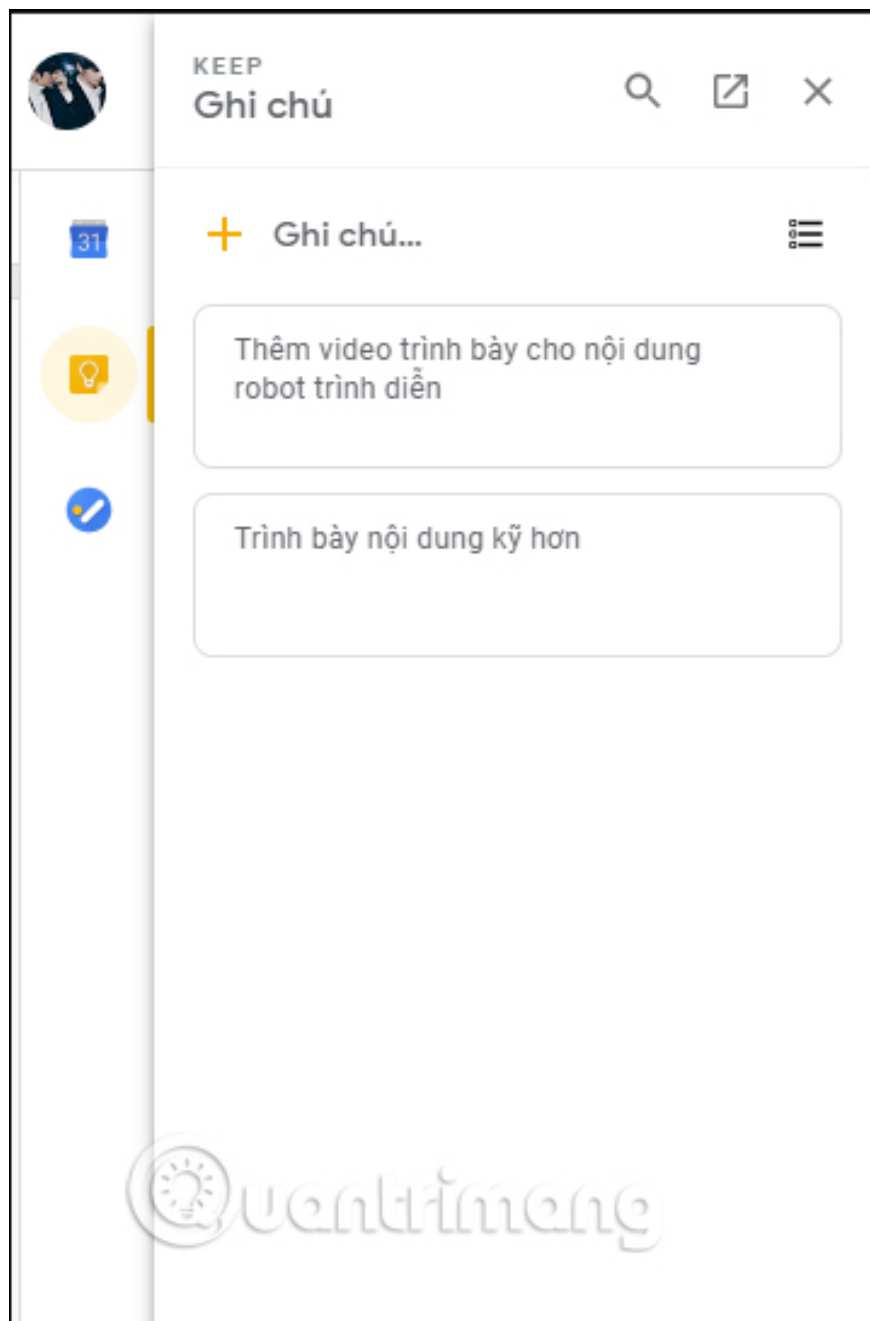 KEEP
Ghi chú
31
Ghi chú...
Thêm video trình bày cho nội dung
robot trình diễn
Trình bày nội dung kỹ hơn
Quantrimang